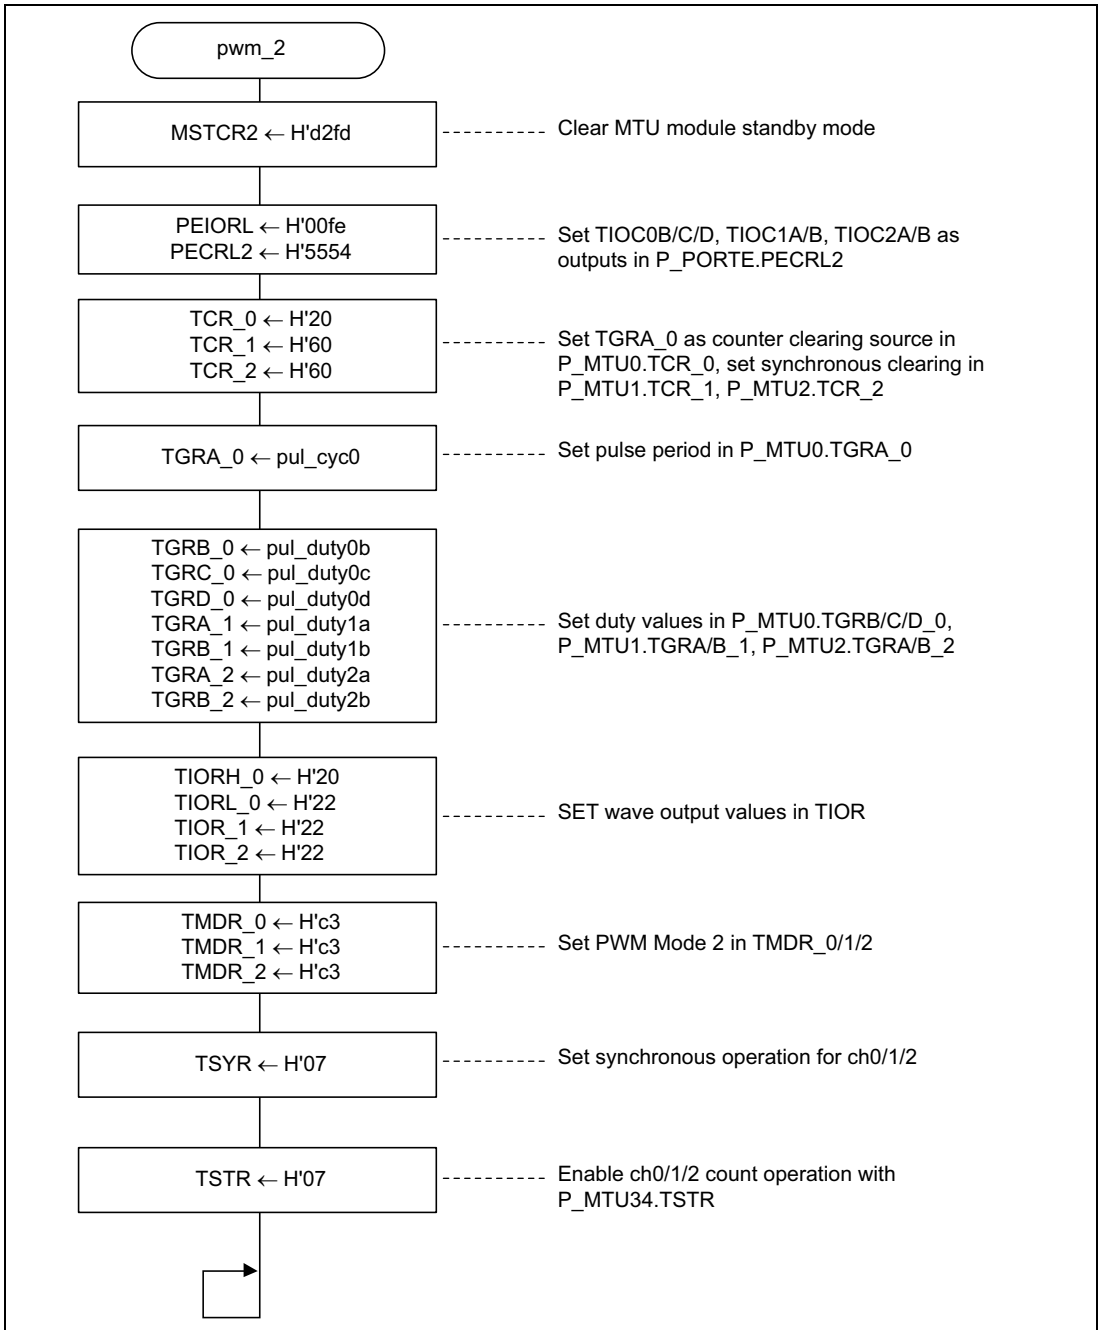 pwm_2
MSTCR2 ← H'd2fd
Clear MTU module standby mode
PEIORL ← H'00fe
PECRL2 ← H'5554
Set TIOC0B/C/D, TIOC1A/B, TIOC2A/B as
outputs in P_PORTE.PECRL2
TCR_0 ← H'20
TCR_1 ← H'60
TCR_2 ← H'60
Set TGRA_0 as counter clearing source in
P_MTU0.TCR_0, set synchronous clearing in
P_MTU1.TCR_1, P_MTU2.TCR_2
TGRA_0 ← pul_cyc0
Set pulse period in P_MTU0.TGRA_0
TGRB_0 ← pul_duty0b
TGRC_0 ← pul_duty0c
TGRD_0 ← pul_duty0d
TGRA_1 ← pul_duty1a
TGRB_1 ← pul_duty1b
TGRA_2 ← pul_duty2a
TGRB_2 ← pul_duty2b
Set duty values in P_MTU0.TGRB/C/D_0,
P_MTU1.TGRA/B_1, P_MTU2.TGRA/B_2
TIORH_0 ← H'20
TIORL_0 ← H'22
TIOR_1 ← H'22
TIOR_2 ← H'22
SET wave output values in TIOR
TMDR_0 ← H'c3
TMDR_1 ← H'c3
TMDR_2 ← H'c3
Set PWM Mode 2 in TMDR_0/1/2
TSYR ← H'07
Set synchronous operation for ch0/1/2
TSTR ← H'07
Enable ch0/1/2 count operation with
P_MTU34.TSTR